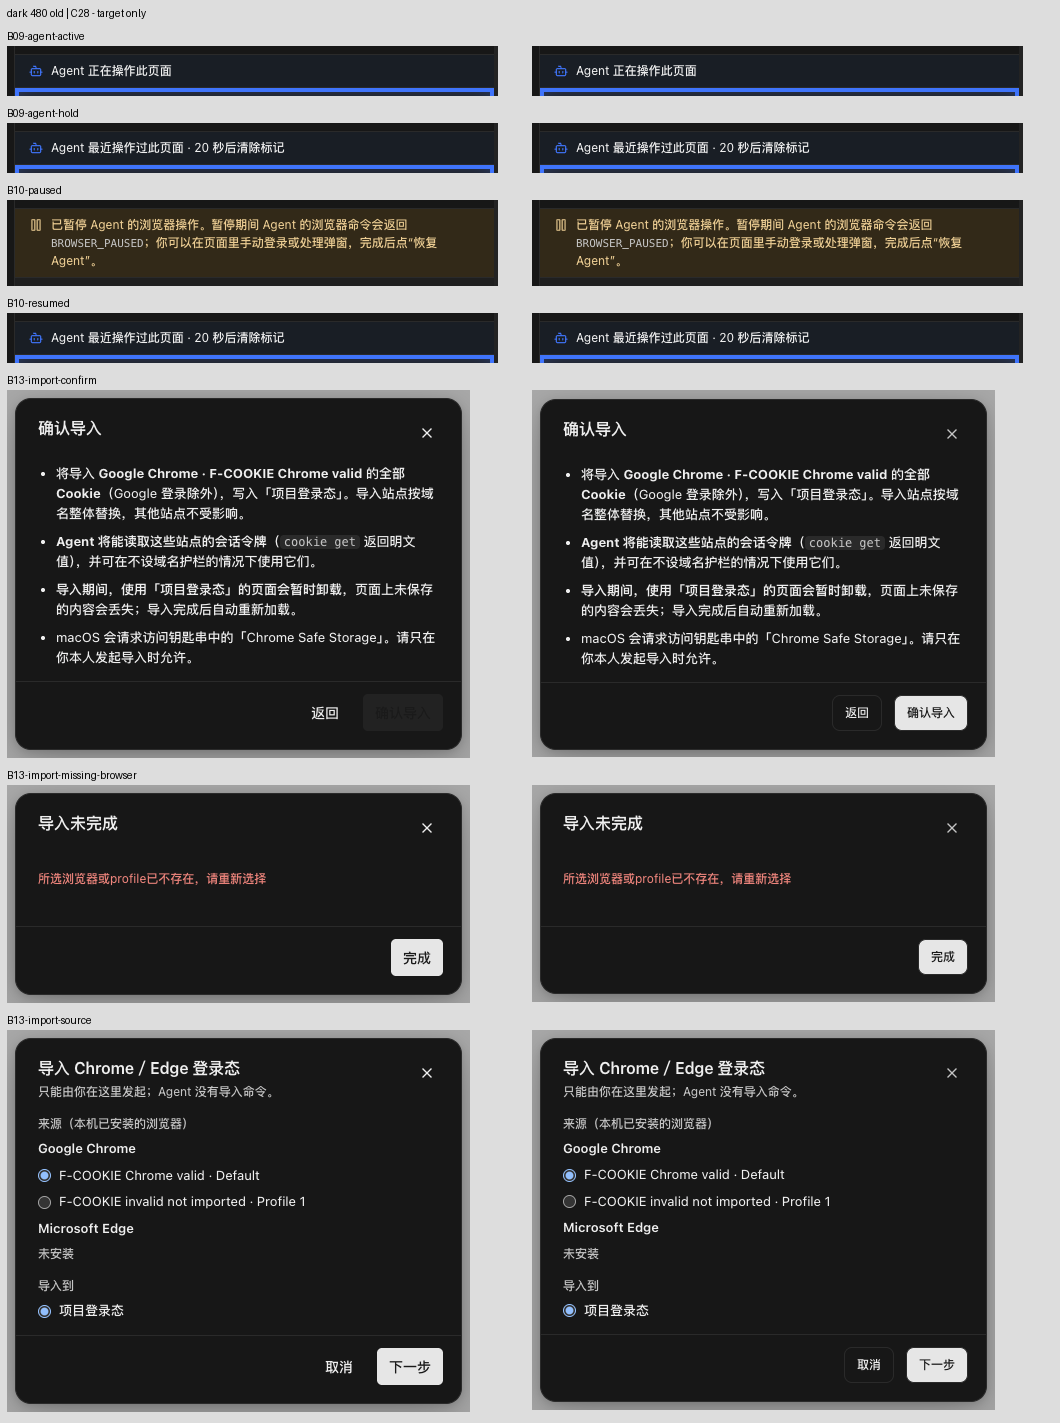 dark 480 old | C28 - target only
B09-agent-active
Agent 正在操作此页面
Agent 正在操作此页面
B09-agent-hold
Agent 最近操作过此页面 · 20 秒后清除标记
Agent 最近操作过此页面 · 20 秒后清除标记
B10-paused
已暂停 Agent 的浏览器操作。暂停期间 Agent 的浏览器命令会返回
BROWSER_PAUSED；你可以在页面里手动登录或处理弹窗，完成后点“恢复
Agent”。
已暂停 Agent 的浏览器操作。暂停期间 Agent 的浏览器命令会返回
BROWSER_PAUSED；你可以在页面里手动登录或处理弹窗，完成后点“恢复
Agent”。
B10-resumed
Agent 最近操作过此页面 · 20 秒后清除标记
Agent 最近操作过此页面 · 20 秒后清除标记
B13-import-confirm
确认导入
• 将导入 Google Chrome · F-COOKIE Chrome valid 的全部
Cookie（Google 登录除外），写入「项目登录态」。导入站点按域
名整体替换，其他站点不受影响。
• Agent 将能读取这些站点的会话令牌（cookie get 返回明文
值），并可在不设域名护栏的情况下使用它们。
• 导入期间，使用「项目登录态」的页面会暂时卸载，页面上未保存
的内容会丢失；导入完成后自动重新加载。
• macOS 会请求访问钥匙串中的「Chrome Safe Storage」。请只在
你本人发起导入时允许。
返回
确认导入
确认导入
• 将导入 Google Chrome · F-COOKIE Chrome valid 的全部
Cookie（Google 登录除外），写入「项目登录态」。导入站点按域
名整体替换，其他站点不受影响。
• Agent 将能读取这些站点的会话令牌（cookie get 返回明文
值），并可在不设域名护栏的情况下使用它们。
• 导入期间，使用「项目登录态」的页面会暂时卸载，页面上未保存
的内容会丢失；导入完成后自动重新加载。
• macOS 会请求访问钥匙串中的「Chrome Safe Storage」。请只在
你本人发起导入时允许。
返回
确认导入
B13-import-missing-browser
导入未完成
所选浏览器或profile已不存在，请重新选择
完成
导入未完成
所选浏览器或profile已不存在，请重新选择
完成
B13-import-source
导入 Chrome / Edge 登录态
只能由你在这里发起；Agent 没有导入命令。
来源（本机已安装的浏览器）
Google Chrome
F-COOKIE Chrome valid · Default
F-COOKIE invalid not imported · Profile 1
Microsoft Edge
未安装
导入到
项目登录态
取消
下一步
导入 Chrome / Edge 登录态
只能由你在这里发起；Agent 没有导入命令。
来源（本机已安装的浏览器）
Google Chrome
F-COOKIE Chrome valid · Default
F-COOKIE invalid not imported · Profile 1
Microsoft Edge
未安装
导入到
项目登录态
取消
下一步